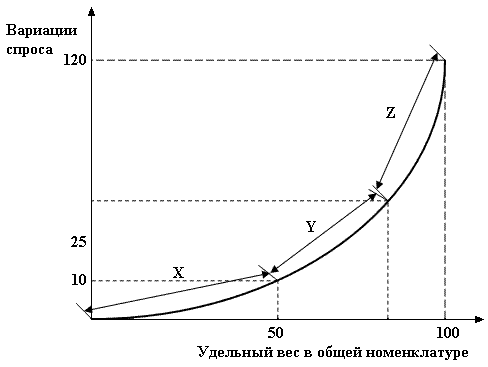 Вариации
спроса
120
Z
Y
25
X
10
50
100
Удельный вес в общей номенклатуре